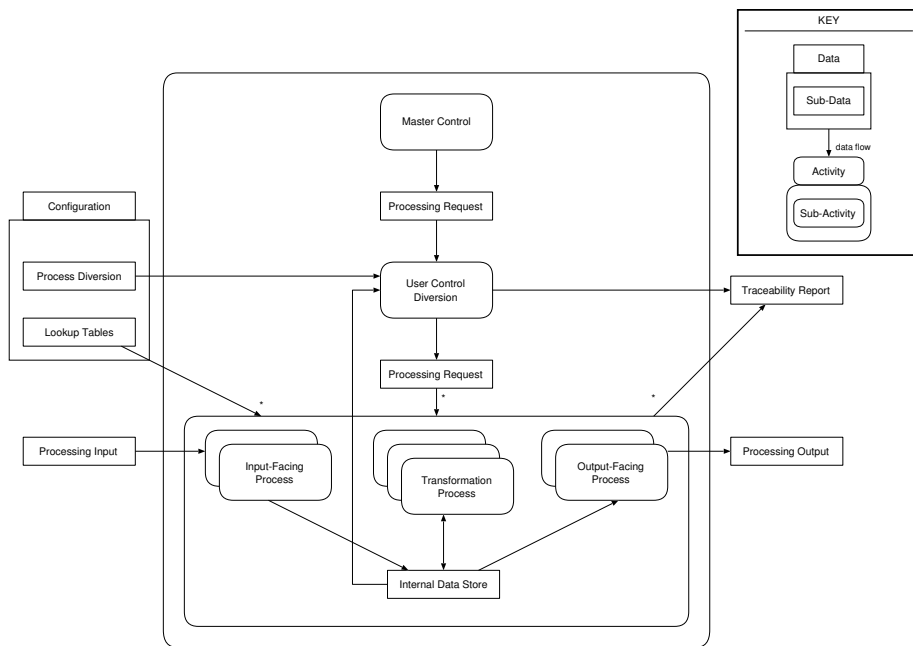 KEY
Data
Sub-Data
data flow
Activity
Sub-Activity
Master Control
Processing Request
Configuration
Process Diversion
Lookup Tables
User Control
Diversion
Traceability Report
Processing Request
*
*
*
Processing Input
Input-Facing
Process
Transformation
Process
Output-Facing
Process
Processing Output
Internal Data Store